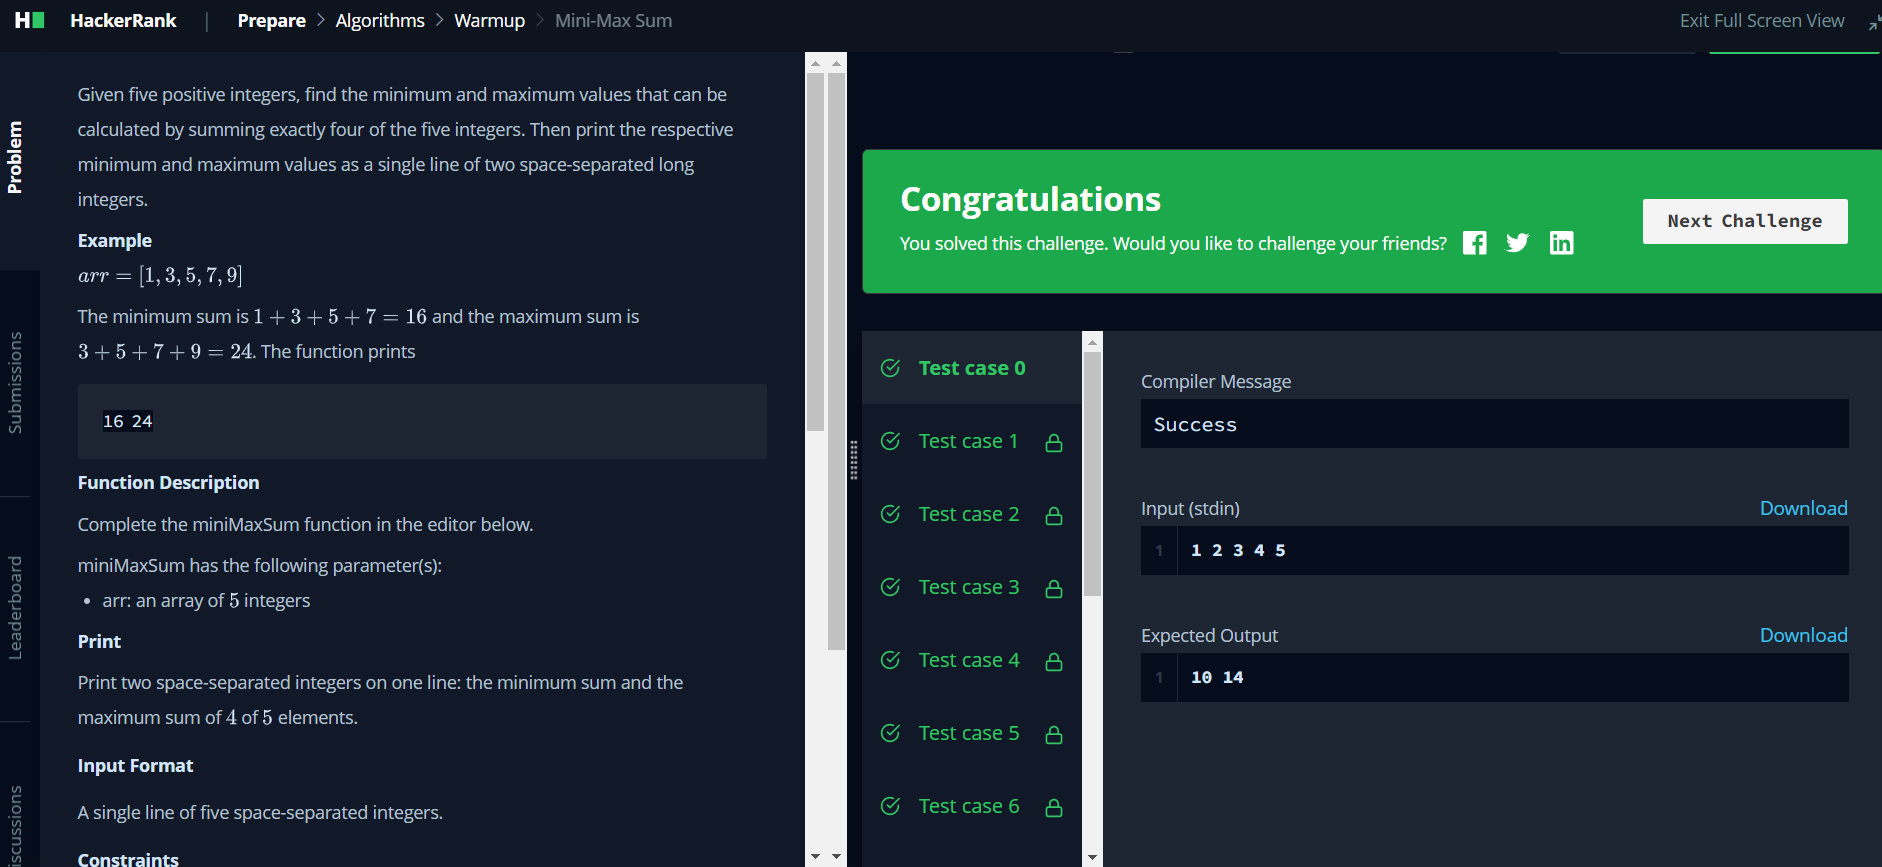 H HackerRank | Prepare > Algorithms > Warmup > Mini-Max Sum
Exit Full Screen View
Problem
Submissions
Leaderboard
iscussions
Given five positive integers, find the minimum and maximum values that can be
calculated by summing exactly four of the five integers. Then print the respective
minimum and maximum values as a single line of two space-separated long
integers.
Example
arr = [1, 3, 5, 7, 9]
The minimum sum is 1 + 3 + 5 + 7 = 16 and the maximum sum is
3 + 5 + 7 + 9 = 24. The function prints
16 24
Function Description
Complete the miniMaxSum function in the editor below.
miniMaxSum has the following parameter(s):
• arr: an array of 5 integers
Print
Print two space-separated integers on one line: the minimum sum and the
maximum sum of 4 of 5 elements.
Input Format
A single line of five space-separated integers.
Constraints
Congratulations
You solved this challenge. Would you like to challenge your friends?
Next Challenge
Test case 0
Test case 1
Test case 2
Test case 3
Test case 4
Test case 5
Test case 6
Compiler Message
Success
Input (stdin)
Download
1 1 2 3 4 5
Expected Output
Download
1 10 14